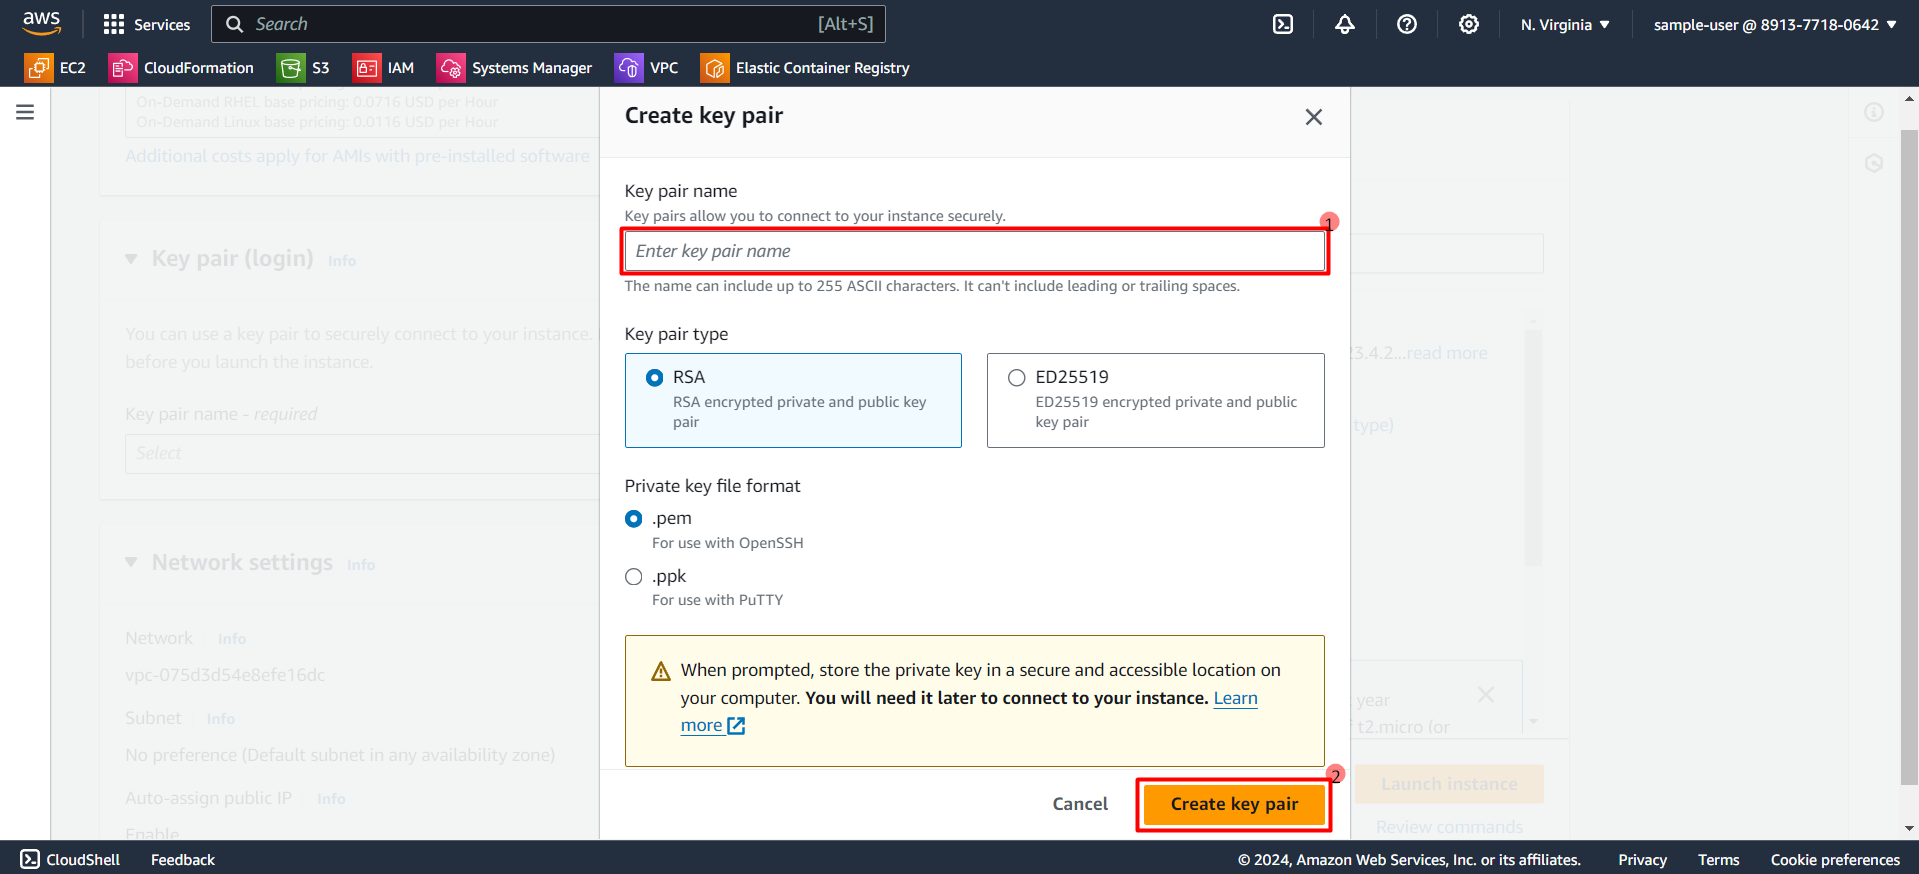 aws
Services
Search
[Alt+S]
N. Virginia
sample-user @ 8913-7718-0642
EC2
CloudFormation
S3
IAM
Systems Manager
VPC
Elastic Container Registry
On-Demand RHEL base pricing: 0.0716 USD per Hour
On-Demand Linux base pricing: 0.0116 USD per Hour
Additional costs apply for AMIs with pre-installed software
Key pair (login) Info
You can use a key pair to securely connect to your instance.
before you launch the instance.
Key pair name - required
Select
Network settings Info
Network Info
vpc-075d3d54e8efe16dc
Subnet Info
No preference (Default subnet in any availability zone)
Auto-assign public IP Info
Enable
Create key pair
Key pair name
Key pairs allow you to connect to your instance securely.
1
Enter key pair name
The name can include up to 255 ASCII characters. It can't include leading or trailing spaces.
Key pair type
RSA
RSA encrypted private and public key
pair
ED25519
ED25519 encrypted private and public
key pair
Private key file format
.pem
For use with OpenSSH
.ppk
For use with PuTTY
When prompted, store the private key in a secure and accessible location on
your computer. You will need it later to connect to your instance. Learn
more
2
Cancel
Create key pair
23.4.2...read more
type)
year
t2.micro (or
Launch instance
Review commands
CloudShell
Feedback
© 2024, Amazon Web Services, Inc. or its affiliates.
Privacy
Terms
Cookie preferences